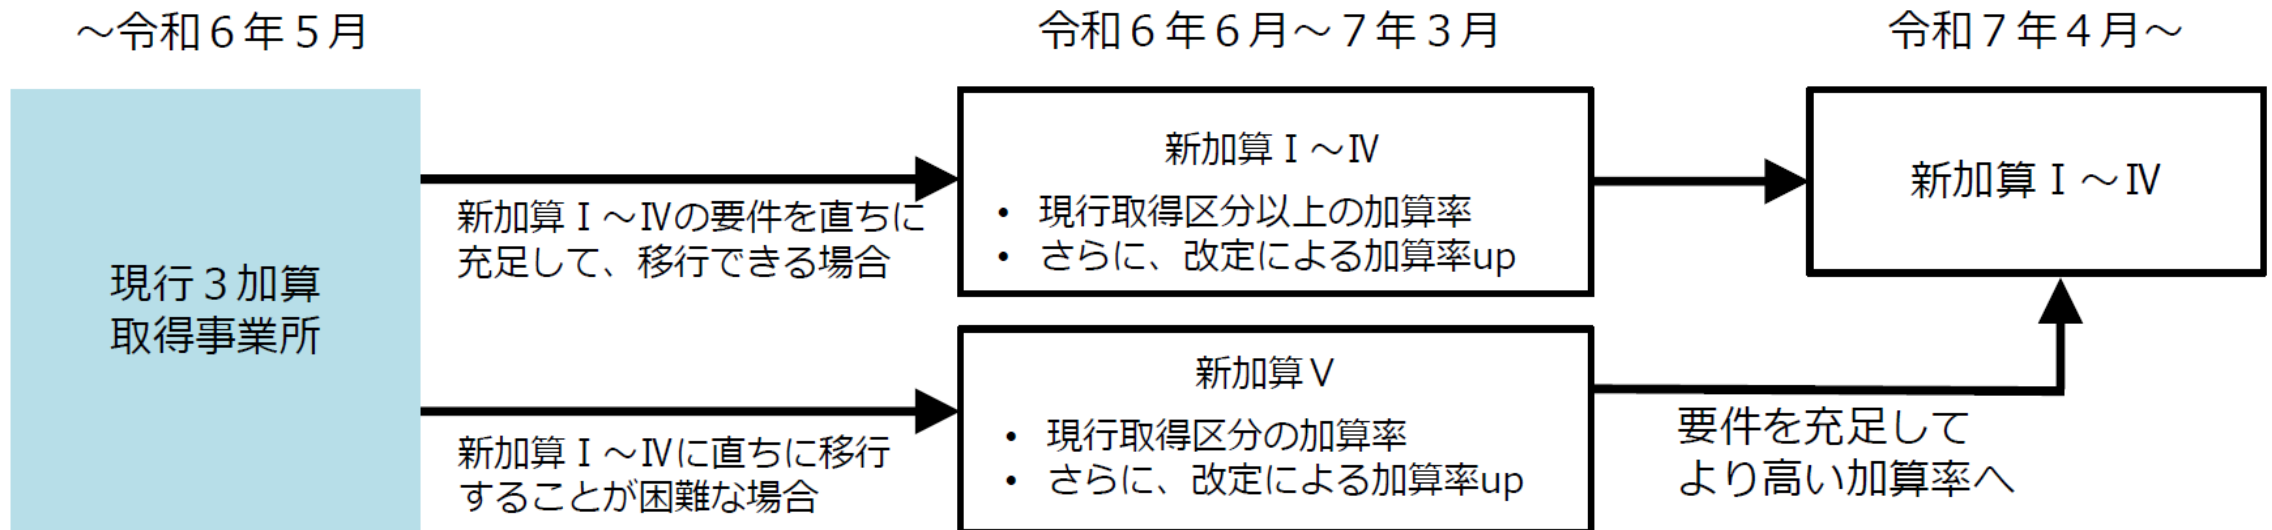 ～令和６年５月
令和６年６月～７年３月
令和７年４月～
現行３加算
取得事業所
新加算Ⅰ～Ⅳの要件を直ちに
充足して、移行できる場合
新加算Ⅰ～Ⅳに直ちに移行
することが困難な場合
新加算Ⅰ～Ⅳ
• 現行取得区分以上の加算率
• さらに、改定による加算率up
新加算Ⅴ
• 現行取得区分の加算率
• さらに、改定による加算率up
新加算Ⅰ～Ⅳ
要件を充足して
より高い加算率へ